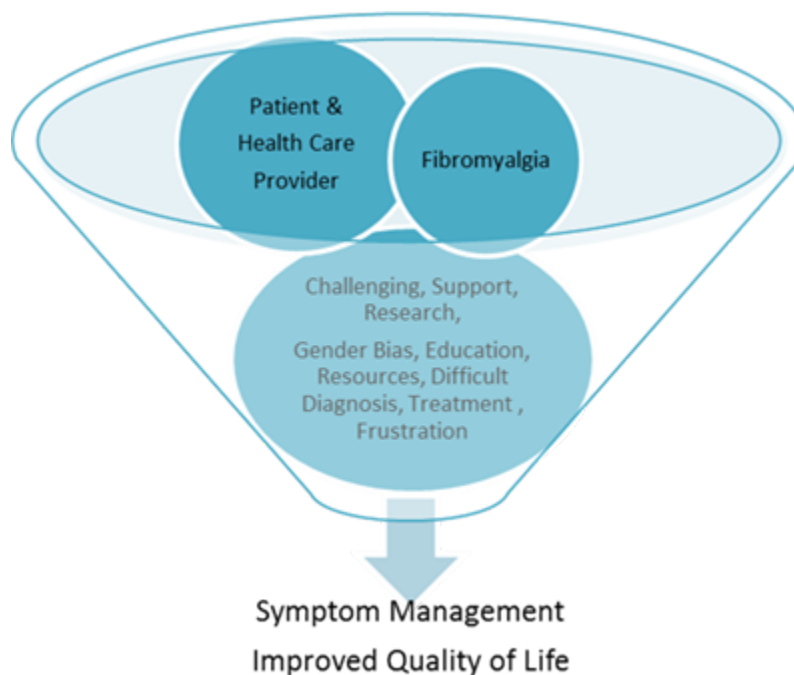 Patient &
Health Care
Provider
Fibromyalgia
Challenging, Support,
Research,
Gender Bias, Education,
Resources, Difficult
Diagnosis, Treatment ,
Frustration
Symptom Management
Improved Quality of Life